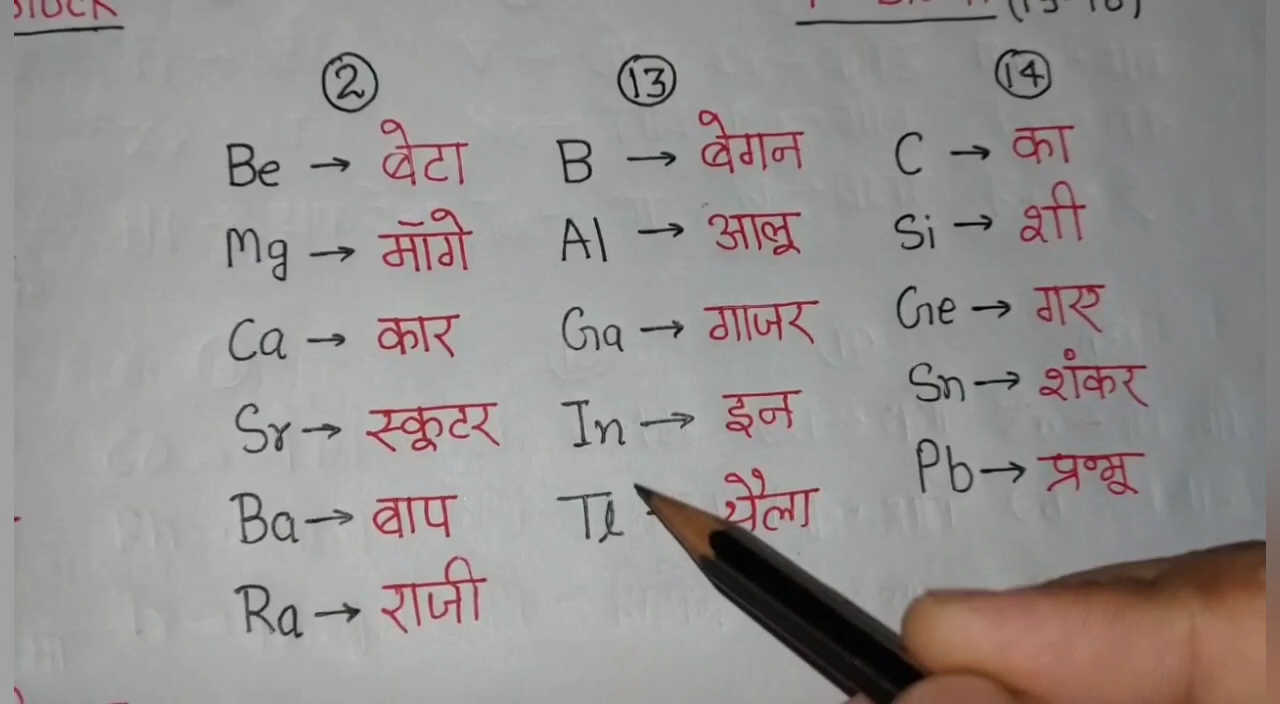 ② ⑬ ⑭
Be → बेटा B → बेगन C → का
Mg → माँगे Al → आलू Si → शी
Ca → कार Ga → गाजर Ge → गए
Sr → स्कूटर In → इन Sn → शंकर
Ba → बाप Tl थैला Pb → प्रभू
Ra → राजी